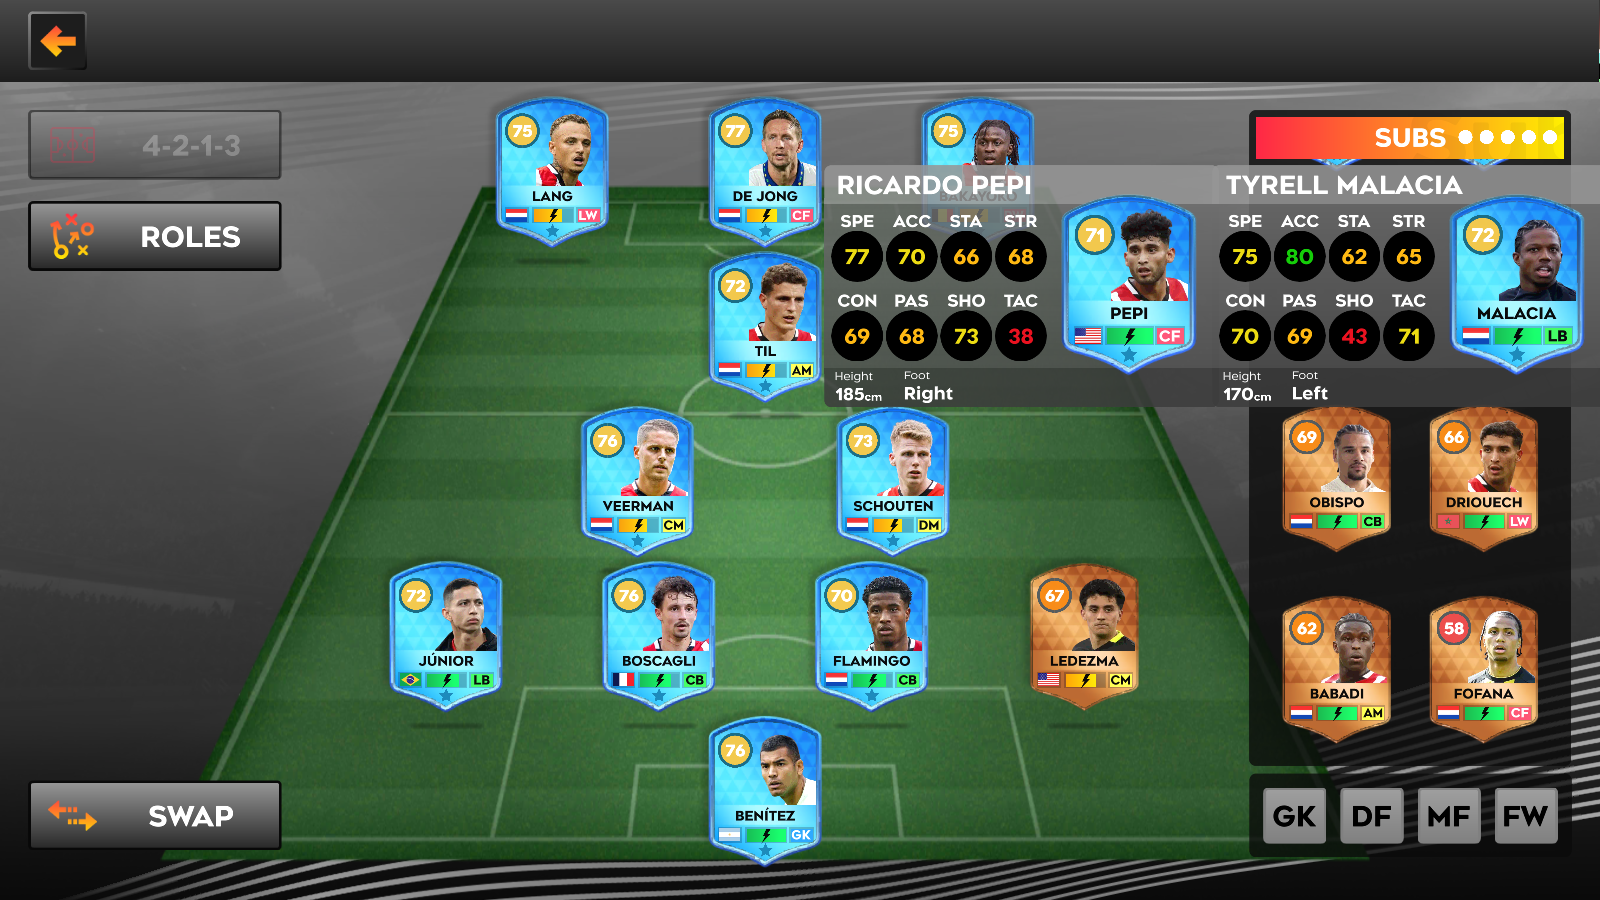 4-2-1-3
ROLES
SWAP
75
LANG
LW
77
DE JONG
CF
75
BAKAYOKO
72
TIL
AM
76
VEERMAN
CM
73
SCHOUTEN
DM
72
JÚNIOR
LB
76
BOSCAGLI
CB
70
FLAMINGO
CB
67
LEDEZMA
CM
76
BENÍTEZ
GK
RICARDO PEPI
SPE ACC STA STR
77 70 66 68
CON PAS SHO TAC
69 68 73 38
Height Foot
185cm Right
71
PEPI
CF
TYRELL MALACIA
SPE ACC STA STR
75 80 62 65
CON PAS SHO TAC
70 69 43 71
Height Foot
170cm Left
72
MALACIA
LB
SUBS
69
OBISPO
CB
66
DRIOUECH
LW
62
BABADI
AM
58
FOFANA
CF
GK DF MF FW